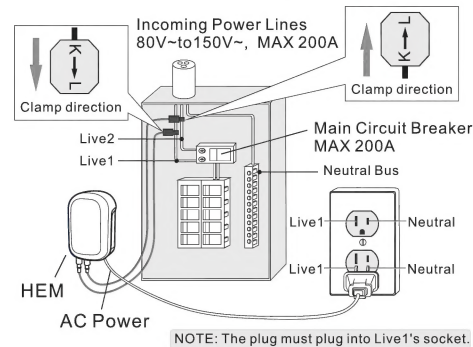 Incoming Power Lines
80V~to150V~, MAX 200A
K→L
Clamp direction
K→L
Clamp direction
Live2
Live1
Main Circuit Breaker
MAX 200A
Neutral Bus
Live1
Neutral
Live1
Neutral
HEM
AC Power
NOTE: The plug must plug into Live1's socket.